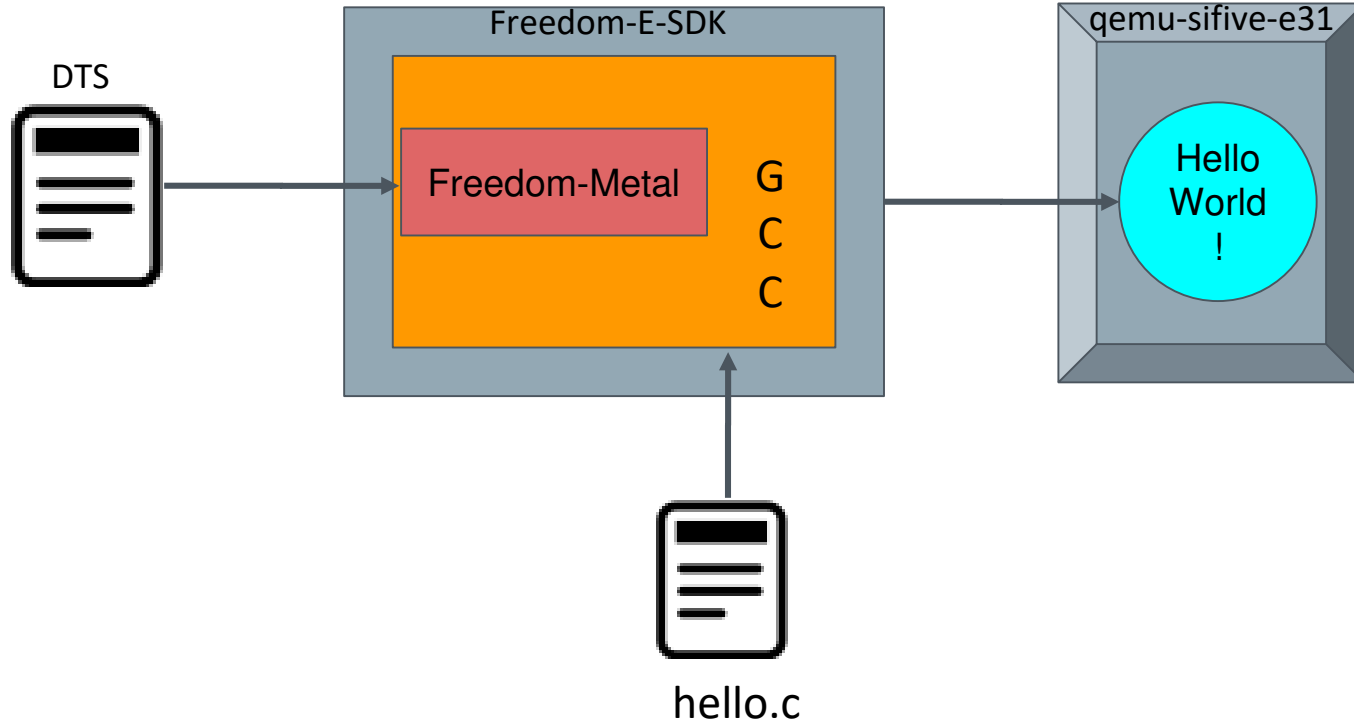 Freedom-E-SDK
qemu-sifive-e31
DTS
Freedom-Metal
G
C
C
Hello
World
!
hello.c